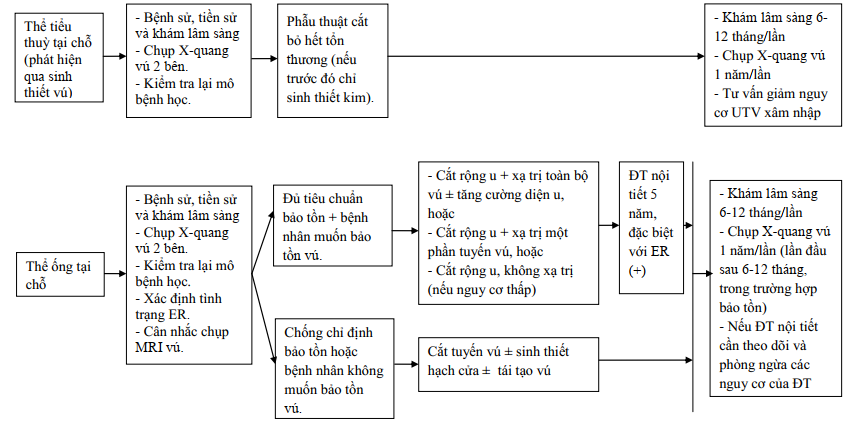 Thể tiểu
thuỳ tại chỗ
(phát hiện
qua sinh
thiết vú)
- Bệnh sử, tiền sử
và khám lâm sàng
- Chụp X-quang
vú 2 bên.
- Kiểm tra lại mô
bệnh học.
Phẫu thuật cắt
bỏ hết tổn
thương (nếu
trước đó chỉ
sinh thiết kim).
- Khám lâm sàng 6-
12 tháng/lần
- Chụp X-quang vú
1 năm/lần
- Tư vấn giảm nguy
cơ UTV xâm nhập
Thể ống tại
chỗ
- Bệnh sử, tiền sử
và khám lâm sàng
- Chụp X-quang
vú 2 bên.
- Kiểm tra lại mô
bệnh học.
- Xác định tình
trạng ER.
- Cân nhắc chụp
MRI vú.
Đủ tiêu chuẩn
bảo tồn + bệnh
nhân muốn bảo
tồn vú.
- Cắt rộng u + xạ trị toàn bộ
vú ± tăng cường diện u,
hoặc
- Cắt rộng u + xạ trị một
phần tuyến vú, hoặc
- Cắt rộng u, không xạ trị
(nếu nguy cơ thấp)
ĐT nội
tiết 5
năm,
đặc biệt
với ER
(+)
Chống chỉ định
bảo tồn hoặc
bệnh nhân không
muốn bảo tồn
vú.
Cắt tuyến vú ± sinh thiết
hạch cửa ± tái tạo vú
- Khám lâm sàng
6-12 tháng/lần
- Chụp X-quang vú
1 năm/lần (lần đầu
sau 6-12 tháng,
trong trường hợp
bảo tồn)
- Nếu ĐT nội tiết
cần theo dõi và
phòng ngừa các
nguy cơ của ĐT